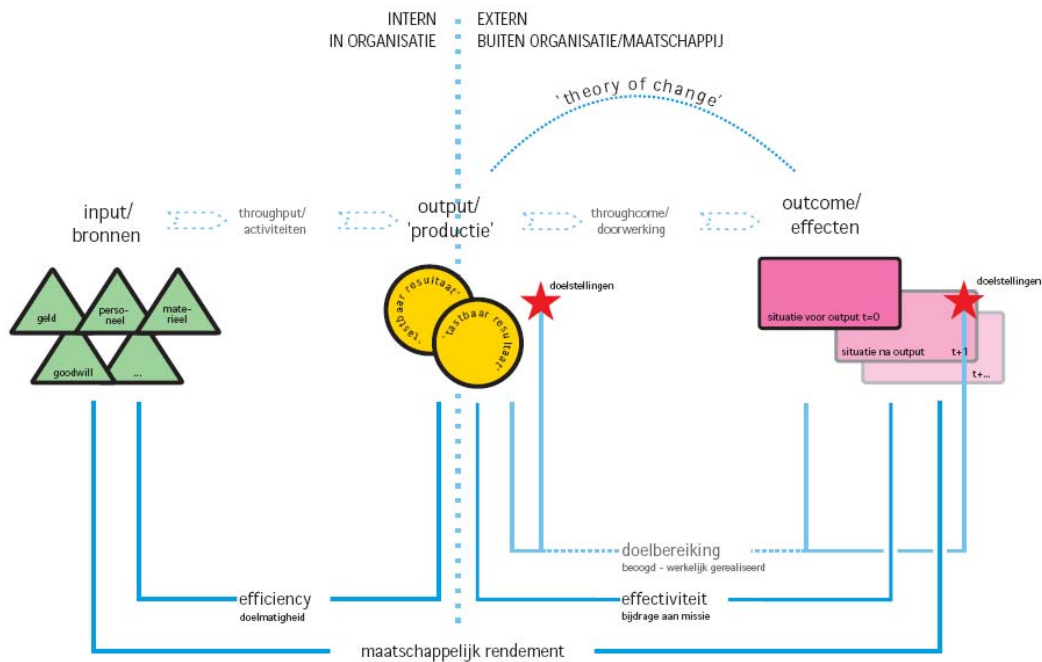 INTERN
IN ORGANISATIE
EXTERN
BUITEN ORGANISATIE/MAATSCHAPPIJ
'theory of change'
input/
bronnen
throughput/
activiteiten
output/
'productie'
throughcome/
doorwerking
outcome/
effecten
geld
perso-
neel
mate-
rieel
goodwill
...
'tastbaar resultaat'
'tastbaar resultaat'
doelstellingen
situatie voor output t=0
situatie na output t+1
t+...
doelstellingen
doelbereiking
beoogd - werkelijk gerealiseerd
efficiency
doelmatigheid
effectiviteit
bijdrage aan missie
maatschappelijk rendement